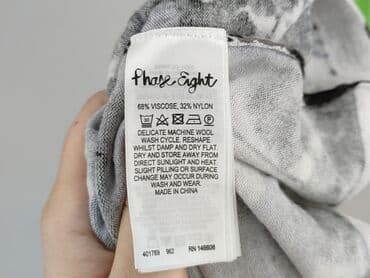 Phase Eight
68% VISCOSE, 32% NYLON
DELICATE MACHINE WOOL
WASH CYCLE. RESHAPE
WHILST DAMP AND DRY FLAT.
DRY AND STORE AWAY FROM
DIRECT SUNLIGHT AND HEAT.
SLIGHT PILLING OR SURFACE
CHANGE MAY OCCUR DURING
WASH AND WEAR.
MADE IN CHINA
401789 962 RN 148808